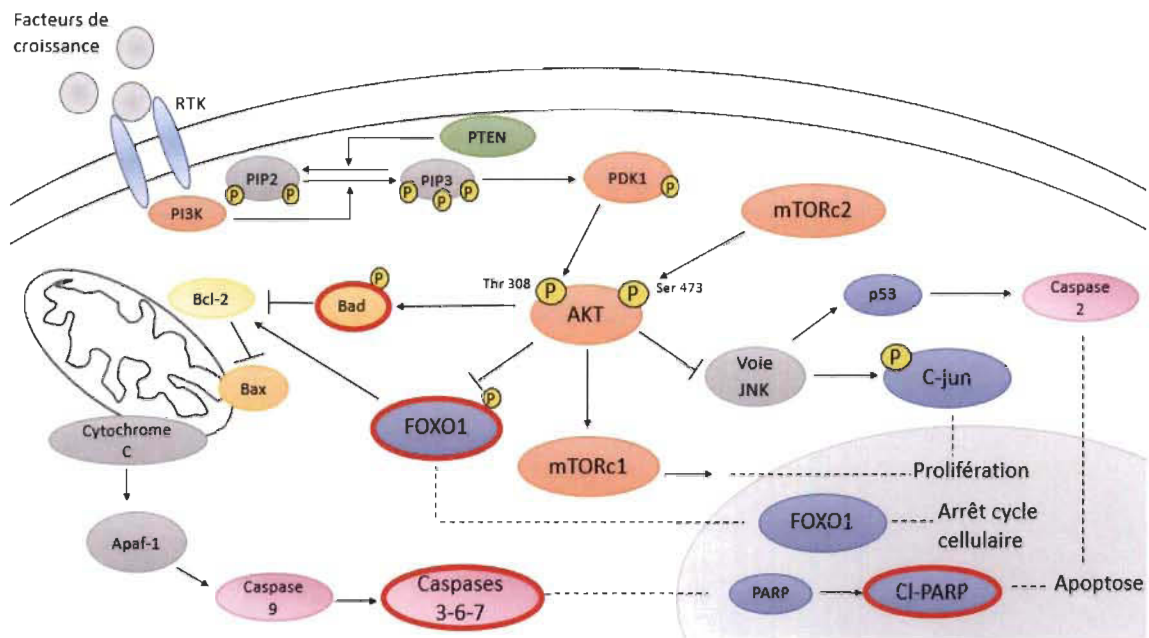 Facteurs de
croissance
RTK
PTEN
PIP2
P
P
PIP3
P
P
P
PDK1
P
PI3K
mTORc2
Bcl-2
Bad
P
Thr 308
P
P
Ser 473
AKT
p53
Caspase
2
Voie
JNK
P
C-jun
Bax
P
FOXO1
Cytochrome
C
mTORc1
Prolifération
FOXO1
Arrêt cycle
cellulaire
Apaf-1
Caspase
9
Caspases
3-6-7
PARP
Cl-PARP
Apoptose